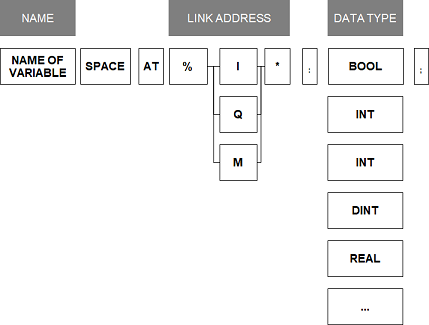 NAME LINK ADDRESS DATA TYPE
NAME OF
VARIABLE SPACE AT % I * : BOOL ;
Q INT
M INT
DINT
REAL
...